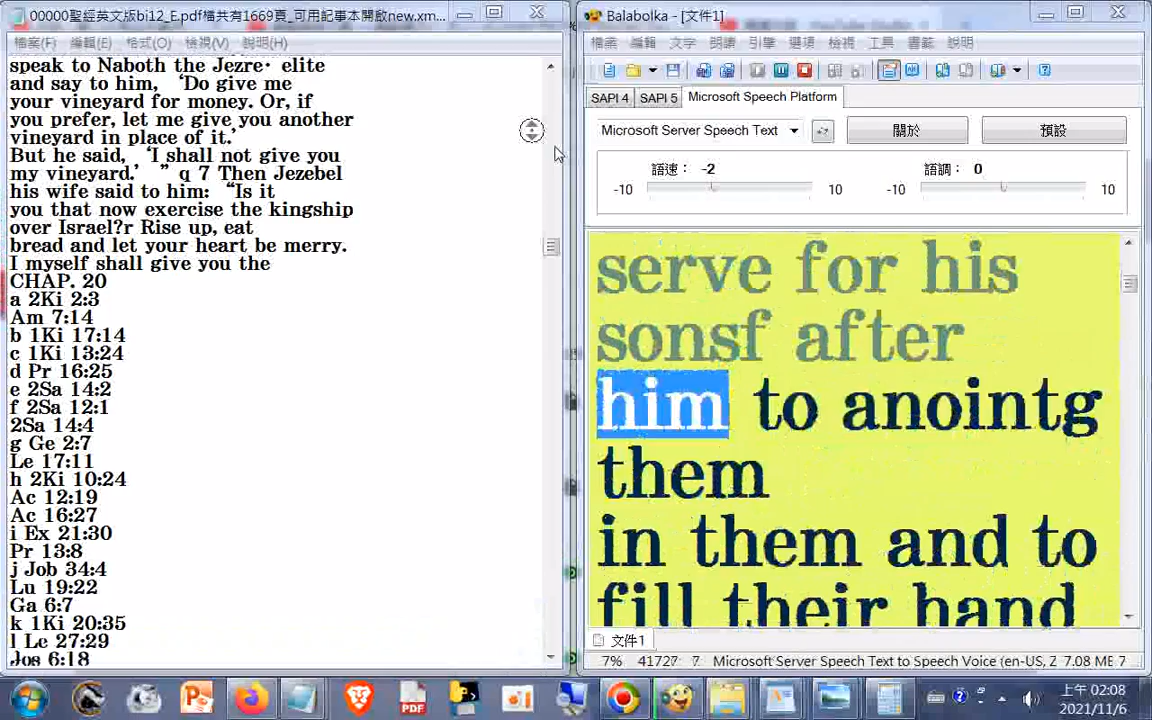 00000聖經英文版bi12_E.pdf檔共有1669頁_可用記事本開啟new.xm...
檔案(F) 編輯(E) 格式(O) 檢視(V) 說明(H)
speak to Naboth the Jezre· elite
and say to him, ‘Do give me
your vineyard for money. Or, if
you prefer, let me give you another
vineyard in place of it.’
But he said, ‘I shall not give you
my vineyard.’ ” q 7 Then Jezebel
his wife said to him: “Is it
you that now exercise the kingship
over Israel?r Rise up, eat
bread and let your heart be merry.
I myself shall give you the
CHAP. 20
a 2Ki 2:3
Am 7:14
b 1Ki 17:14
c 1Ki 13:24
d Pr 16:25
e 2Sa 14:2
f 2Sa 12:1
2Sa 14:4
g Ge 2:7
Le 17:11
h 2Ki 10:24
Ac 12:19
Ac 16:27
i Ex 21:30
Pr 13:8
j Job 34:4
Lu 19:22
Ga 6:7
k 1Ki 20:35
l Le 27:29
Jos 6:18
Balabolka - [文件1]
檔案 編輯 文字 朗讀 引擎 選項 檢視 工具 書籤 說明
SAPI 4 SAPI 5 Microsoft Speech Platform
Microsoft Server Speech Text 關於 預設
語速： -2 語調： 0
-10 10 -10 10
serve for his
sonsf after
him to anointg
them
in them and to
fill their hand
文件1
7% 41727 7 Microsoft Server Speech Text to Speech Voice (en-US, Z 7.08 MB 7
PDF
上午 02:08
2021/11/6